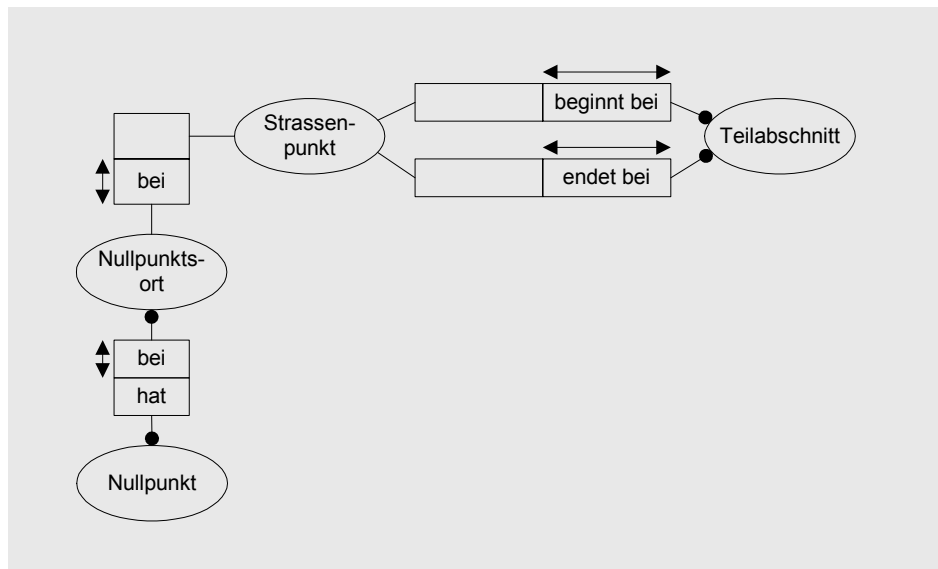 beginnt bei
Strassen-
punkt
Teilabschnitt
bei
endet bei
Nullpunkts-
ort
bei
hat
Nullpunkt